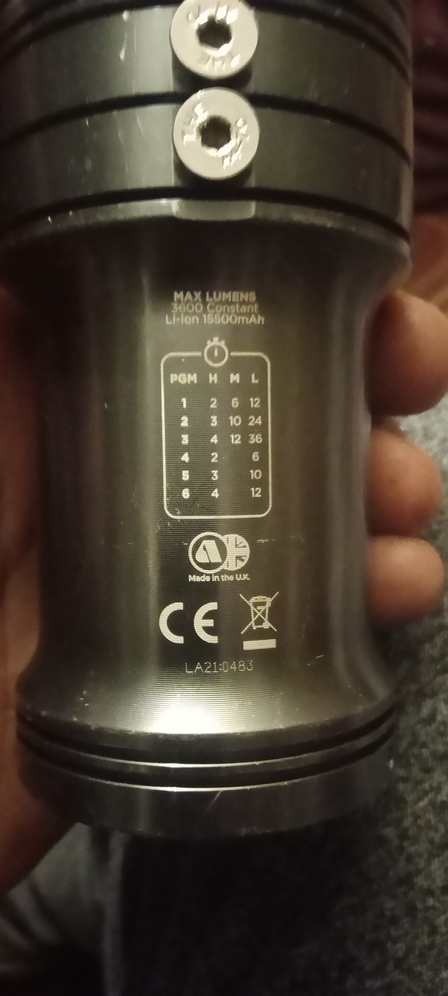 MAX LUMENS
3600 Constant
Li-Ion 15500mAh
PGM H M L
1 2 6 12
2 3 10 24
3 4 12 36
4 2 6
5 3 10
6 4 12
Made in the U.K.
CE
LA21:0483